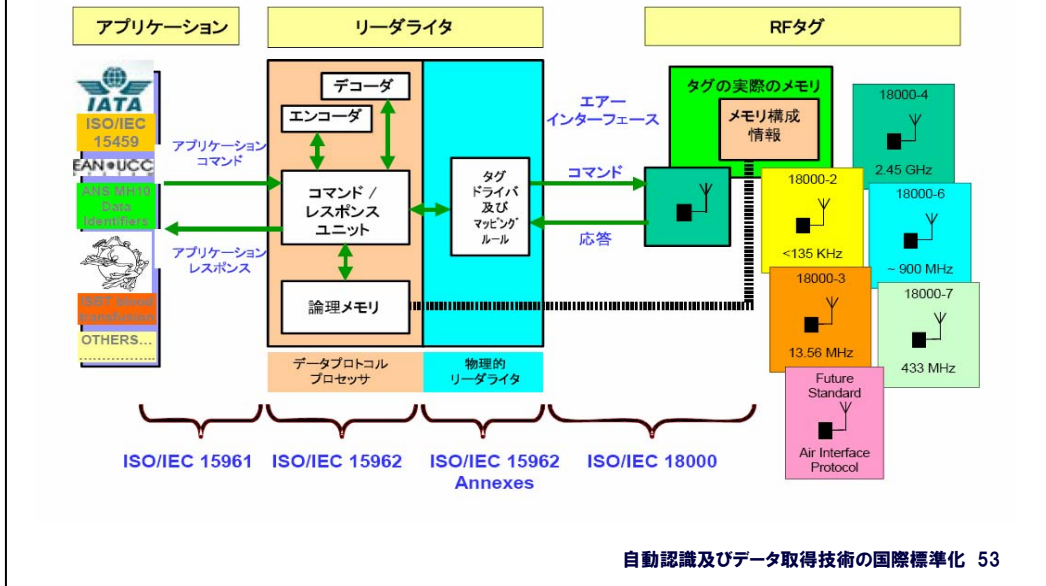 アプリケーション
リーダライタ
RFタグ
IATA
ISO/IEC
15459
EAN•UCC
ANS MH10
Data
Identifiers
ISBT blood
transfusion
OTHERS...
................
アプリケーション
コマンド
アプリケーション
レスポンス
デコーダ
エンコーダ
コマンド /
レスポンス
ユニット
論理メモリ
タグ
ドライバ
及び
マッピング
ルール
データプロトコル
プロセッサ
物理的
リーダライタ
エアー
インターフェース
コマンド
応答
タグの実際のメモリ
メモリ構成
情報
18000-4
2.45 GHz
18000-2
<135 KHz
18000-6
~ 900 MHz
18000-3
13.56 MHz
18000-7
433 MHz
Future
Standard
Air Interface
Protocol
ISO/IEC 15961
ISO/IEC 15962
ISO/IEC 15962
Annexes
ISO/IEC 18000
自動認識及びデータ取得技術の国際標準化 53